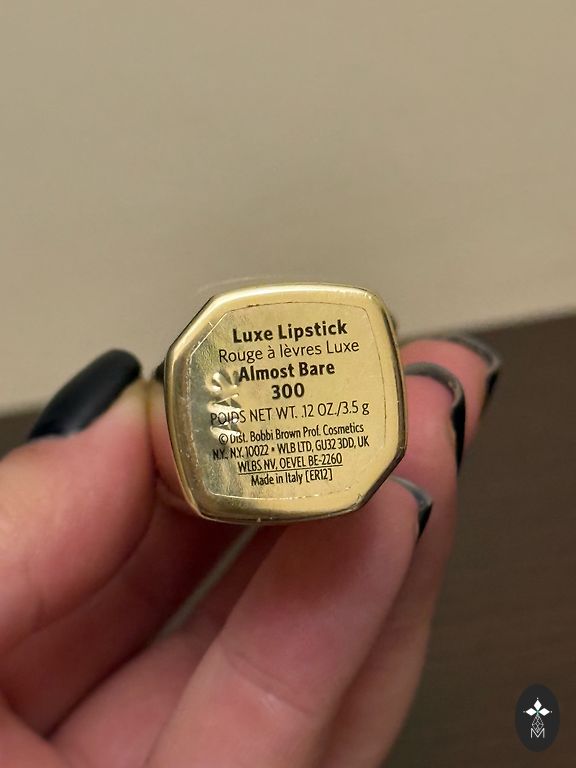 Luxe Lipstick
Rouge à lèvres Luxe
Almost Bare
300
POIDS NET WT. .12 OZ./3.5 g
© Dist. Bobbi Brown Prof. Cosmetics
N.Y. N.Y. 10022 • WLB LTD, GU32 3DD, UK
WLBS NV, OEVEL BE-2260
Made in Italy [ER12]
M